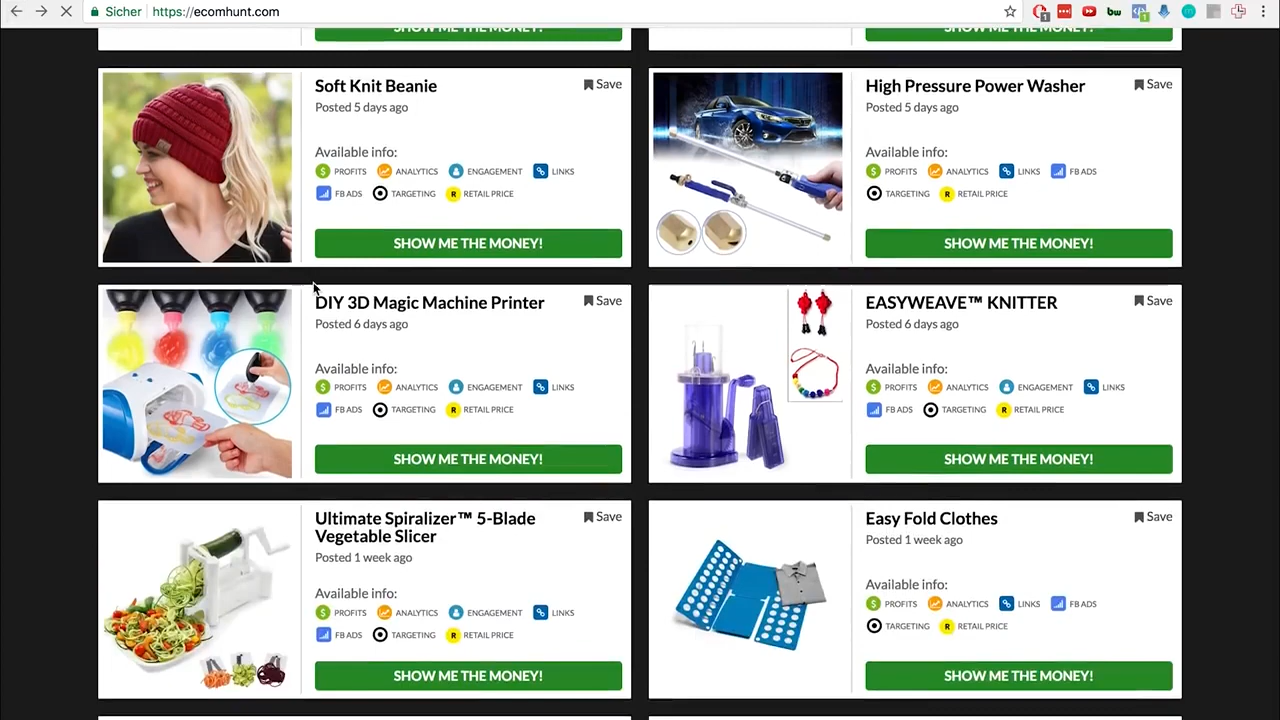 Sicher https://ecomhunt.com
1
1
bw
m
SHOW ME THE MONEY!
SHOW ME THE MONEY!
Soft Knit Beanie
Save
Posted 5 days ago
Available info:
PROFITS ANALYTICS ENGAGEMENT LINKS
FB ADS TARGETING R RETAIL PRICE
SHOW ME THE MONEY!
High Pressure Power Washer
Save
Posted 5 days ago
Available info:
PROFITS ANALYTICS LINKS FB ADS
TARGETING R RETAIL PRICE
SHOW ME THE MONEY!
DIY 3D Magic Machine Printer
Save
Posted 6 days ago
Available info:
PROFITS ANALYTICS ENGAGEMENT LINKS
FB ADS TARGETING R RETAIL PRICE
SHOW ME THE MONEY!
EASYWEAVE™ KNITTER
Save
Posted 6 days ago
Available info:
PROFITS ANALYTICS ENGAGEMENT LINKS
FB ADS TARGETING R RETAIL PRICE
SHOW ME THE MONEY!
Ultimate Spiralizer™ 5-Blade
Vegetable Slicer
Save
Posted 1 week ago
Available info:
PROFITS ANALYTICS ENGAGEMENT LINKS
FB ADS TARGETING R RETAIL PRICE
SHOW ME THE MONEY!
Easy Fold Clothes
Save
Posted 1 week ago
Available info:
PROFITS ANALYTICS LINKS FB ADS
TARGETING R RETAIL PRICE
SHOW ME THE MONEY!